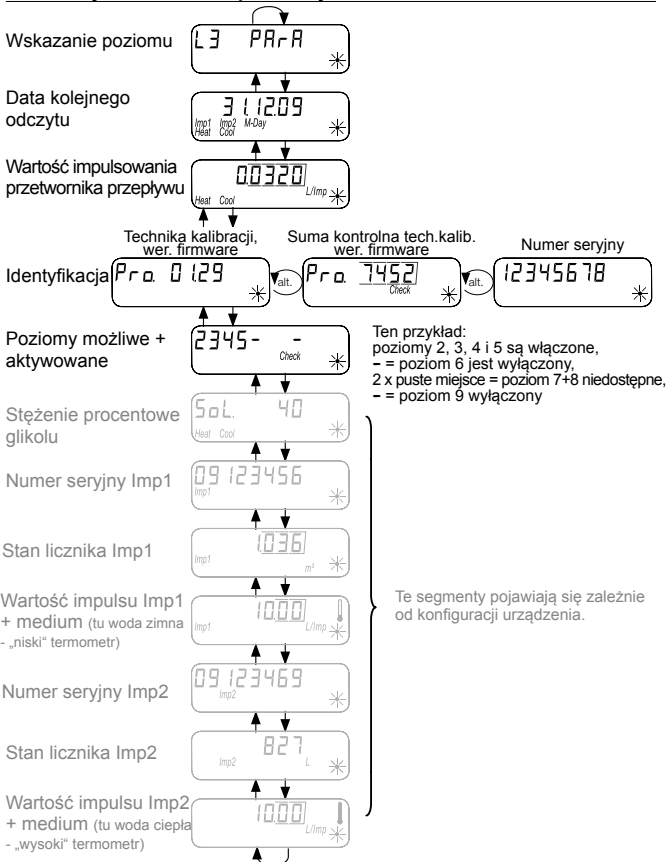 Wskazanie poziomu
L3 PArA
Data kolejnego
odczytu
31.12.09
Imp1 Imp2 M-Day
Heat Cool
Wartość impulsowania
przetwornika przepływu
0.0320
L/Imp
Heat Cool
Technika kalibracji,
wer. firmware
Suma kontrolna tech.kalib.
wer. firmware
Numer seryjny
Identyfikacja
Pro. 01.29
alt.
Pro. 7452
Check
alt.
12345678
Poziomy możliwe +
aktywowane
2345- -
Check
Ten przykład:
poziomy 2, 3, 4 i 5 są włączone,
– = poziom 6 jest wyłączony,
2 x puste miejsce = poziom 7+8 niedostępne,
– = poziom 9 wyłączony
Stężenie procentowe
glikolu
SoL. 40
Heat Cool
Numer seryjny Imp1
09123456
Imp1
Stan licznika Imp1
1.036
Imp1 m³
Wartość impulsu Imp1
+ medium (tu woda zimna
- „niski“ termometr)
10.00
Imp1 L/Imp
Te segmenty pojawiają się zależnie
od konfiguracji urządzenia.
Numer seryjny Imp2
09123469
Imp2
Stan licznika Imp2
827
Imp2 L
Wartość impulsu Imp2
+ medium (tu woda ciepła
- „wysoki“ termometr)
10.00
Imp2 L/Imp